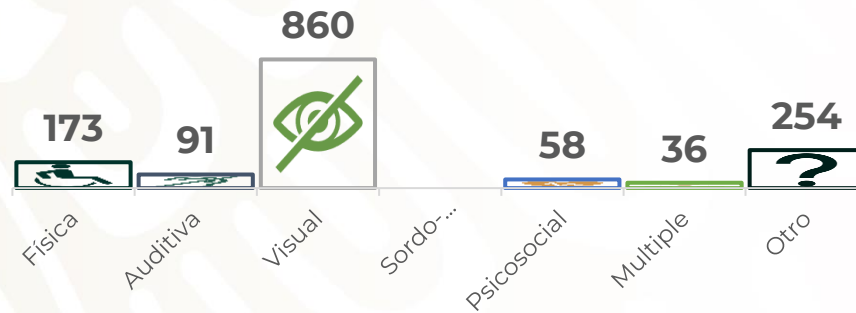 860
173
91
58
36
254
?
Física
Auditiva
Visual
Sordo-...
Psicosocial
Multiple
Otro